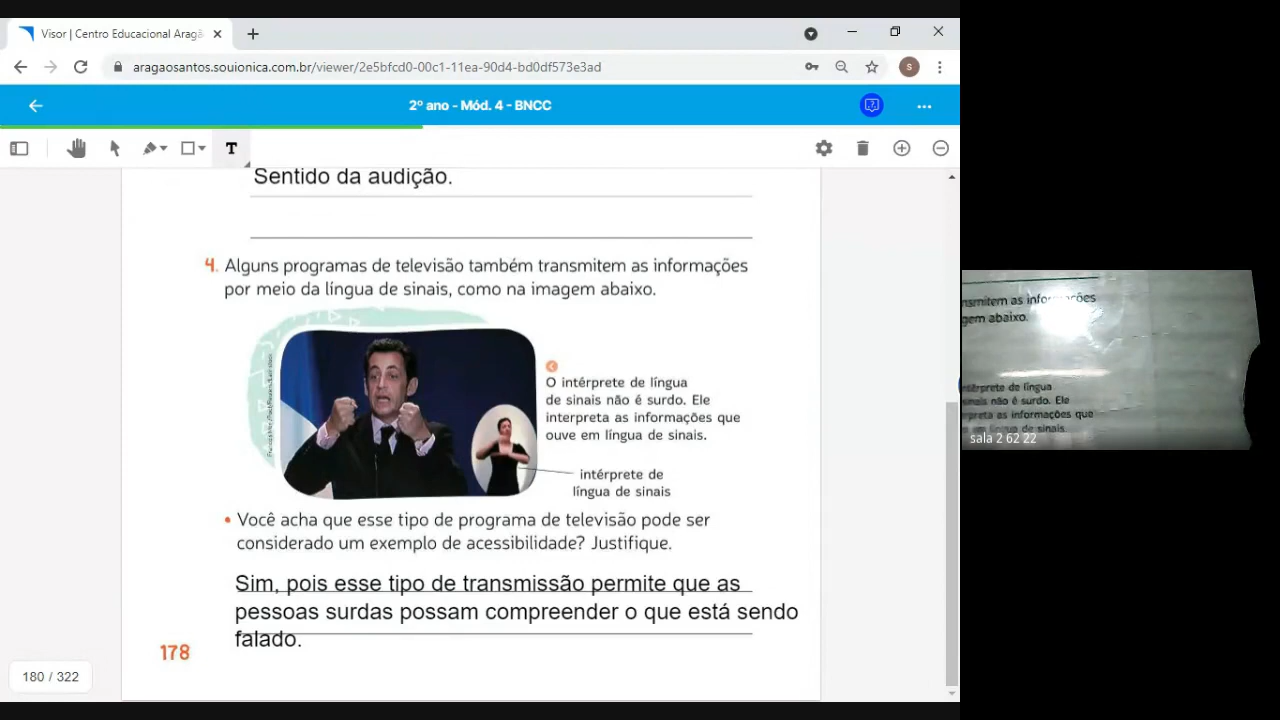 Visor | Centro Educacional Aragã
aragaosantos.souionica.com.br/viewer/2e5bfcd0-00c1-11ea-90d4-bd0df573e3ad
s
2º ano - Mód. 4 - BNCC
T
Sentido da audição.
4. Alguns programas de televisão também transmitem as informações
por meio da língua de sinais, como na imagem abaixo.
O intérprete de língua
de sinais não é surdo. Ele
interpreta as informações que
ouve em língua de sinais.
intérprete de
língua de sinais
• Você acha que esse tipo de programa de televisão pode ser
considerado um exemplo de acessibilidade? Justifique.
Sim, pois esse tipo de transmissão permite que as
pessoas surdas possam compreender o que está sendo
falado.
178
180 / 322
nsmitem as informações
gem abaixo.
intérprete de língua
sinais não é surdo. Ele
rpreta as informações que
em língua de sinais.
sala 2 62 22